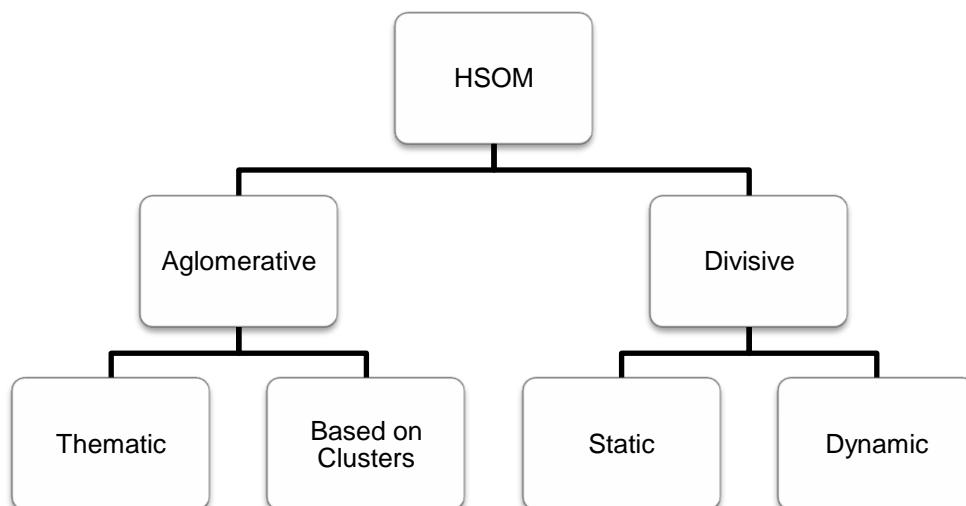 HSOM
Aglomerative
Divisive
Thematic
Based on
Clusters
Static
Dynamic